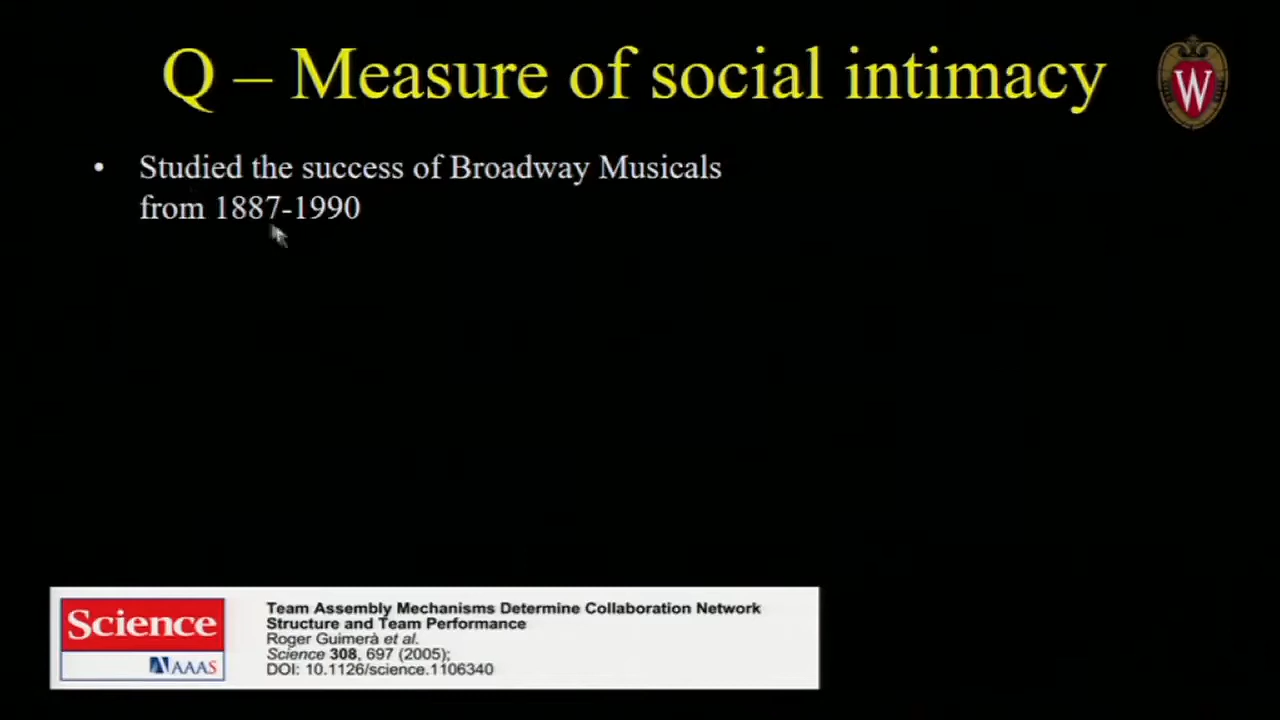 Q – Measure of social intimacy
W
• Studied the success of Broadway Musicals
from 1887-1990
Science
AAAS
Team Assembly Mechanisms Determine Collaboration Network
Structure and Team Performance
Roger Guimerà et al.
Science 308, 697 (2005);
DOI: 10.1126/science.1106340